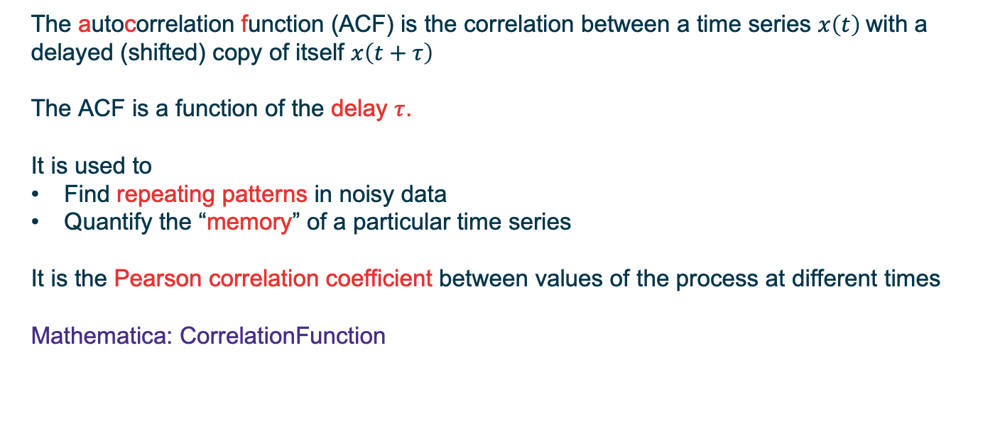 The autocorrelation function (ACF) is the correlation between a time series x(t) with a
delayed (shifted) copy of itself x(t + τ)
The ACF is a function of the delay τ.
It is used to
• Find repeating patterns in noisy data
• Quantify the “memory” of a particular time series
It is the Pearson correlation coefficient between values of the process at different times
Mathematica: CorrelationFunction